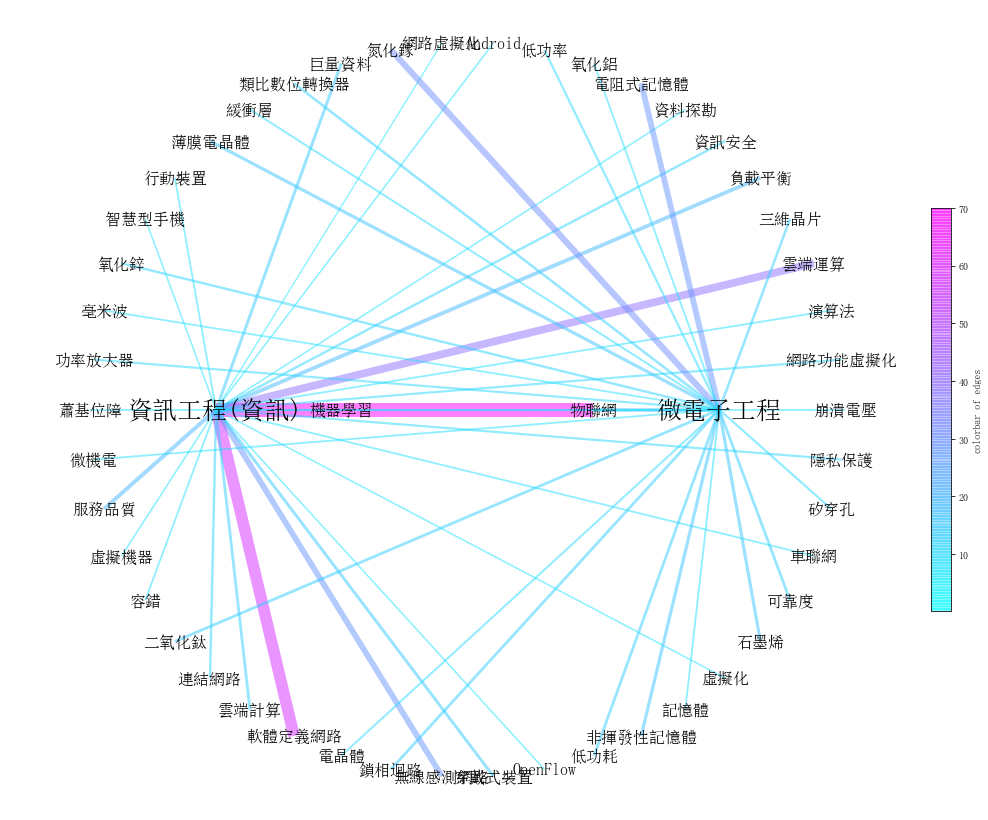 網路虛擬化
Android
氮化鎵
低功率
巨量資料
氧化鋁
類比數位轉換器
電阻式記憶體
緩衝層
資料探勘
薄膜電晶體
資訊安全
行動裝置
負載平衡
智慧型手機
三維晶片
氧化鋅
雲端運算
毫米波
演算法
功率放大器
網路功能虛擬化
蕭基位障
資訊工程(資訊)
機器學習
物聯網
微電子工程
崩潰電壓
微機電
隱私保護
服務品質
矽穿孔
虛擬機器
車聯網
容錯
可靠度
二氧化鈦
石墨烯
連結網路
虛擬化
雲端計算
記憶體
軟體定義網路
非揮發性記憶體
電晶體
低功耗
鎖相迴路
OpenFlow
無線感測網路
穿戴式裝置
70
60
50
40
30
20
10
colorbar of edges